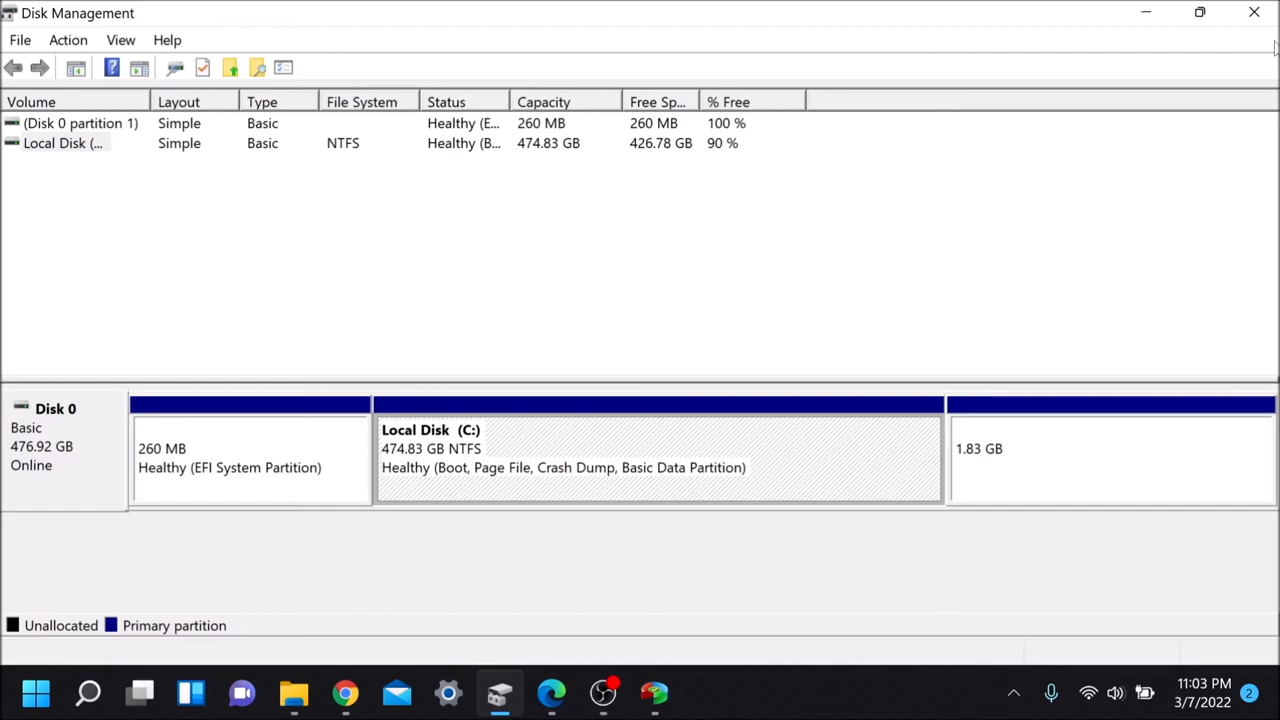 Disk Management
File Action View Help
Volume Layout Type File System Status Capacity Free Sp... % Free
(Disk 0 partition 1) Simple Basic Healthy (E... 260 MB 260 MB 100 %
Local Disk (... Simple Basic NTFS Healthy (B... 474.83 GB 426.78 GB 90 %
Disk 0
Basic
476.92 GB
Online
260 MB
Healthy (EFI System Partition)
Local Disk (C:)
474.83 GB NTFS
Healthy (Boot, Page File, Crash Dump, Basic Data Partition)
1.83 GB
Unallocated Primary partition
11:03 PM
3/7/2022
2